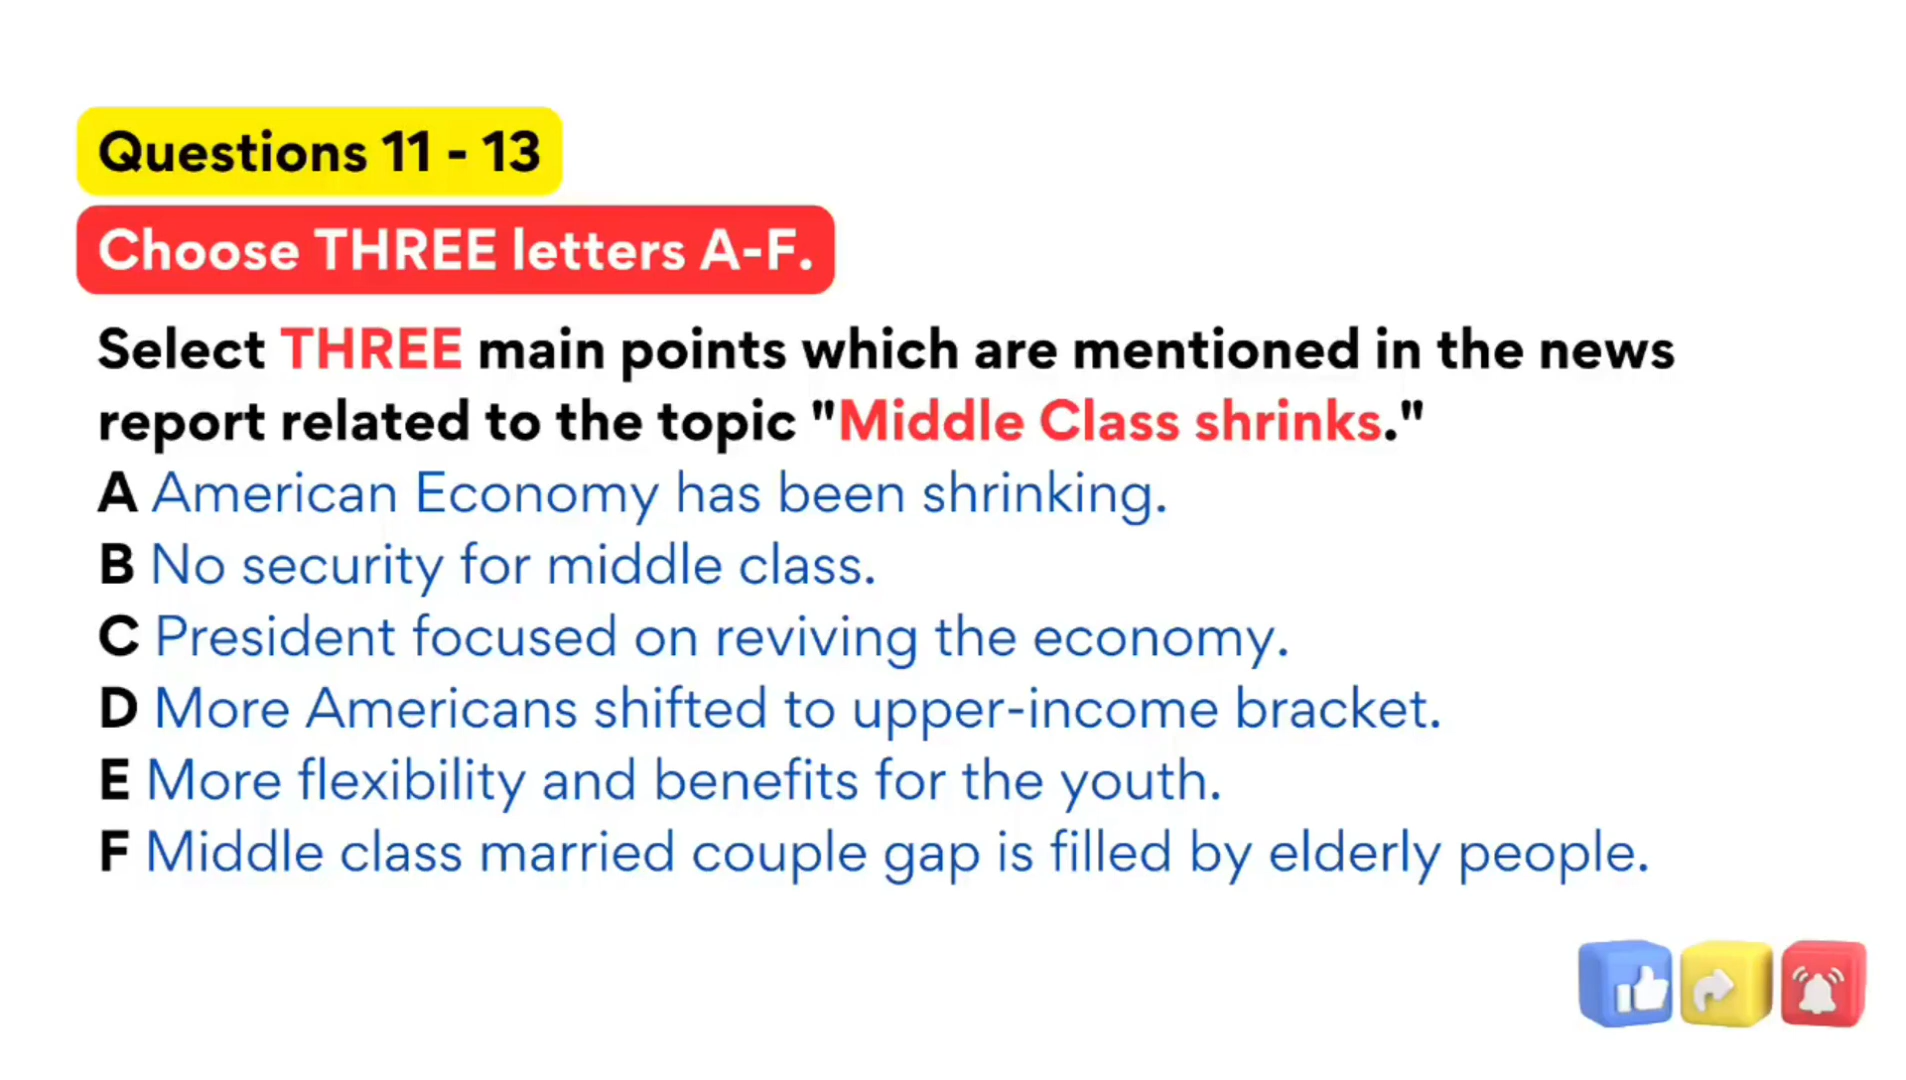 Questions 11 - 13
Choose THREE letters A-F.
Select THREE main points which are mentioned in the news
report related to the topic "Middle Class shrinks."
A American Economy has been shrinking.
B No security for middle class.
C President focused on reviving the economy.
D More Americans shifted to upper-income bracket.
E More flexibility and benefits for the youth.
F Middle class married couple gap is filled by elderly people.